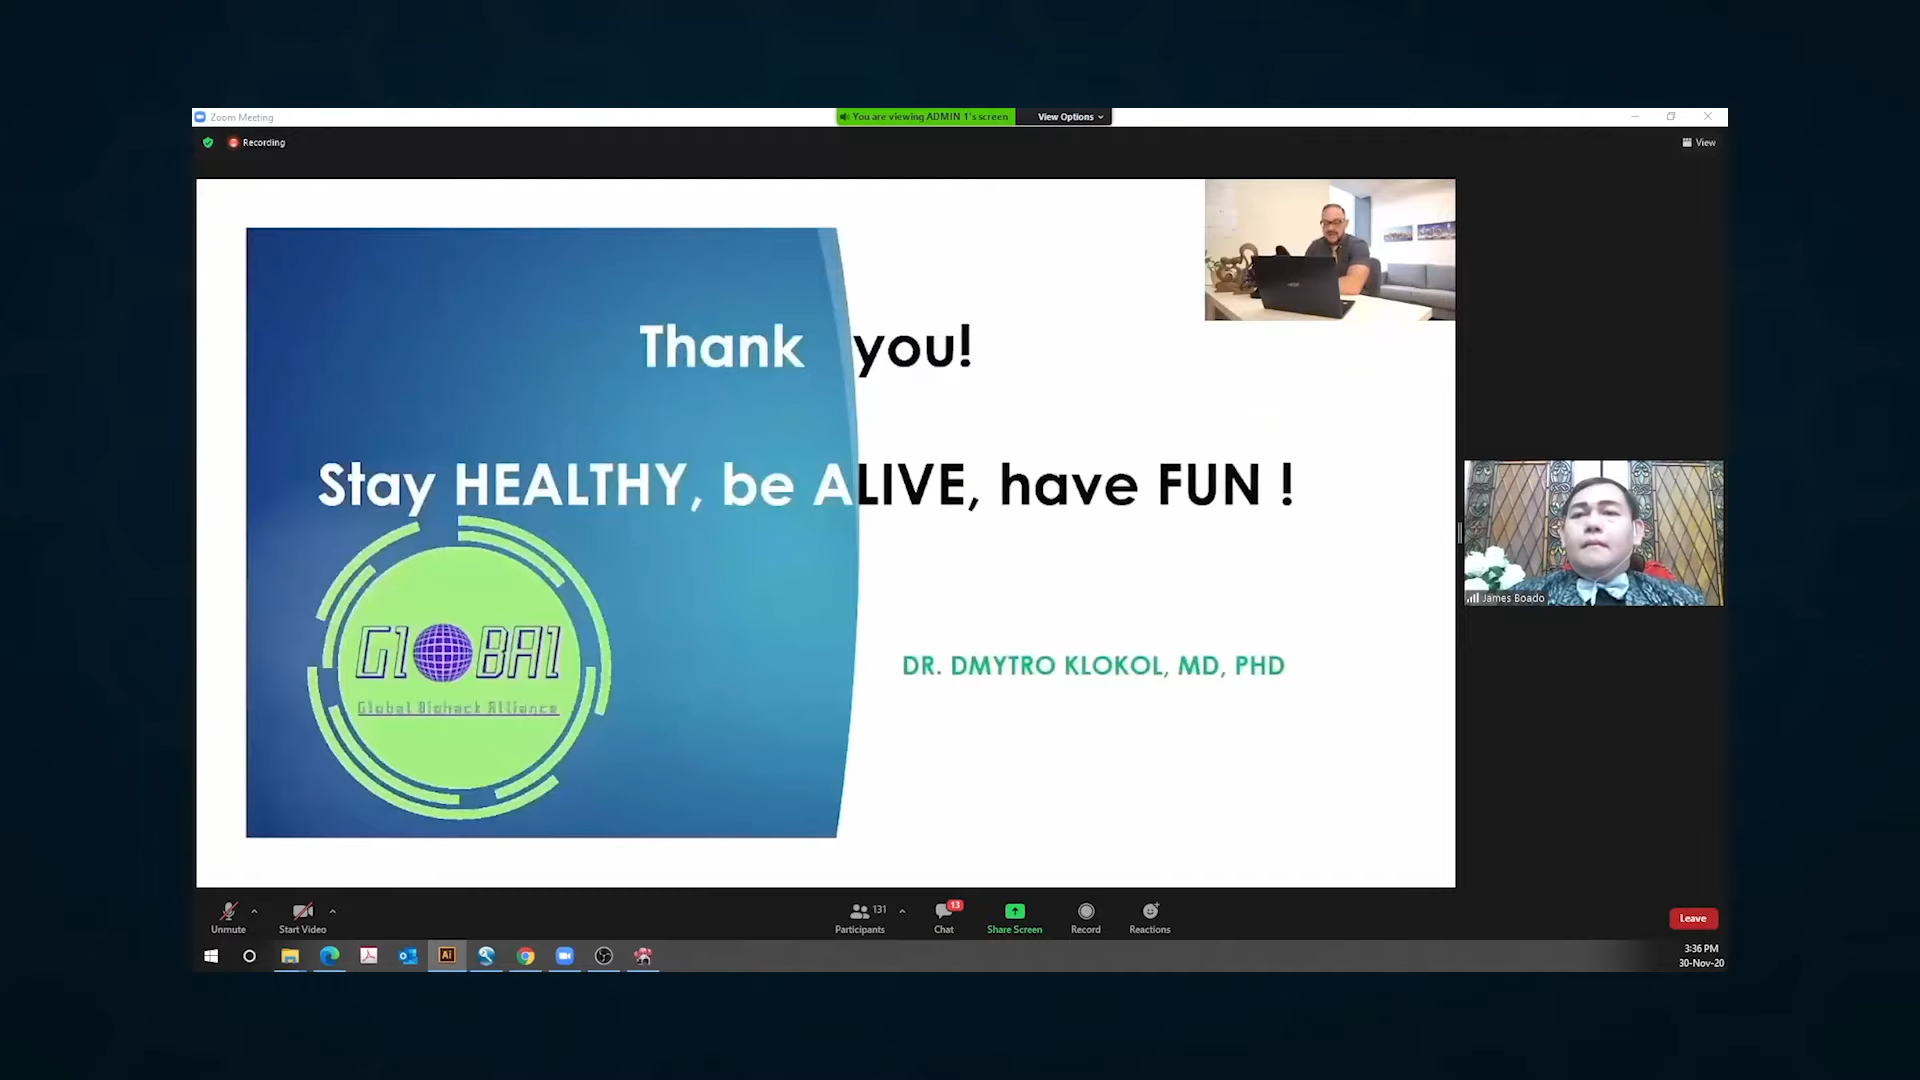 Zoom Meeting
You are viewing ADMIN 1's screen
View Options
Recording
View
Thank you!
Stay HEALTHY, be ALIVE, have FUN !
GlOBAl
Global Biohack Alliance
DR. DMYTRO KLOKOL, MD, PHD
James Boado
Unmute
Start Video
131
Participants
13
Chat
Share Screen
Record
Reactions
Leave
Ai
3:36 PM
30-Nov-20